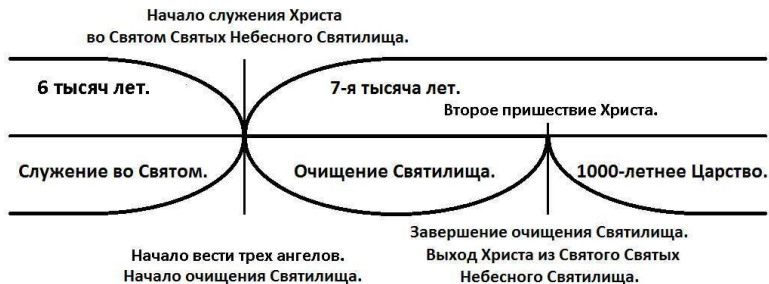 Начало служения Христа
во Святом Святых Небесного Святилища.
6 тысяч лет.
7-я тысяча лет.
Второе пришествие Христа.
Служение во Святом.
Очищение Святилища.
1000-летнее Царство.
Начало вести трех ангелов.
Начало очищения Святилища.
Завершение очищения Святилища.
Выход Христа из Святого Святых
Небесного Святилища.